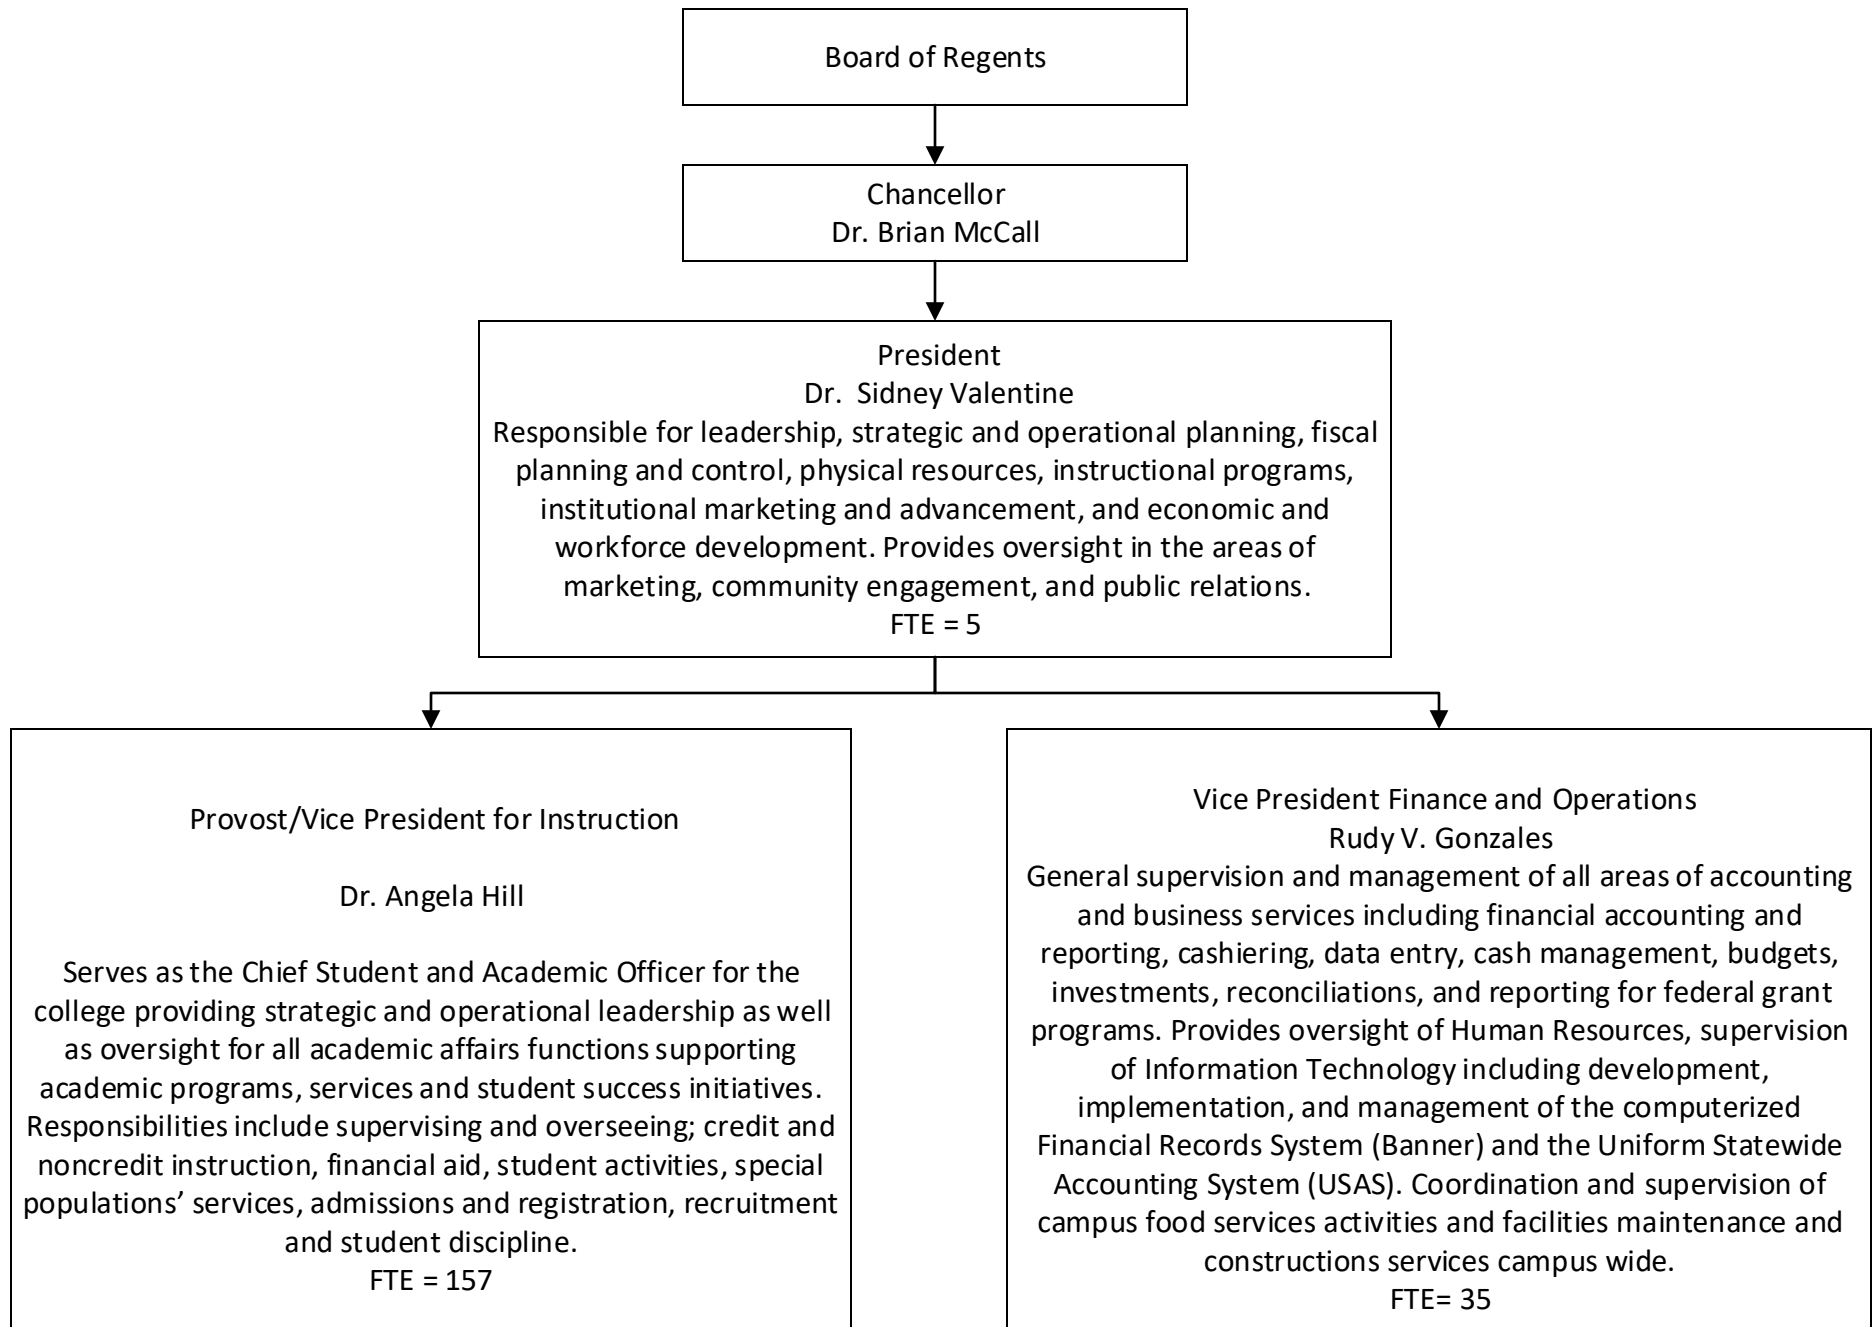 Board of Regents
Chancellor
Dr. Brian McCall
President
Dr.  Sidney Valentine
Responsible for leadership, strategic and operational planning, fiscal
planning and control, physical resources, instructional programs,
institutional marketing and advancement, and economic and
workforce development. Provides oversight in the areas of
marketing, community engagement, and public relations.
FTE = 5
Provost/Vice President for Instruction
Dr. Angela Hill
Serves as the Chief Student and Academic Officer for the
college providing strategic and operational leadership as well
as oversight for all academic affairs functions supporting
academic programs, services and student success initiatives.
Responsibilities include supervising and overseeing; credit and
noncredit instruction, financial aid, student activities, special
populations’ services, admissions and registration, recruitment
and student discipline.
FTE = 157
Vice President Finance and Operations
Rudy V. Gonzales
General supervision and management of all areas of accounting
and business services including financial accounting and
reporting, cashiering, data entry, cash management, budgets,
investments, reconciliations, and reporting for federal grant
programs. Provides oversight of Human Resources, supervision
of Information Technology including development,
implementation, and management of the computerized
Financial Records System (Banner) and the Uniform Statewide
Accounting System (USAS). Coordination and supervision of
campus food services activities and facilities maintenance and
constructions services campus wide.
FTE= 35